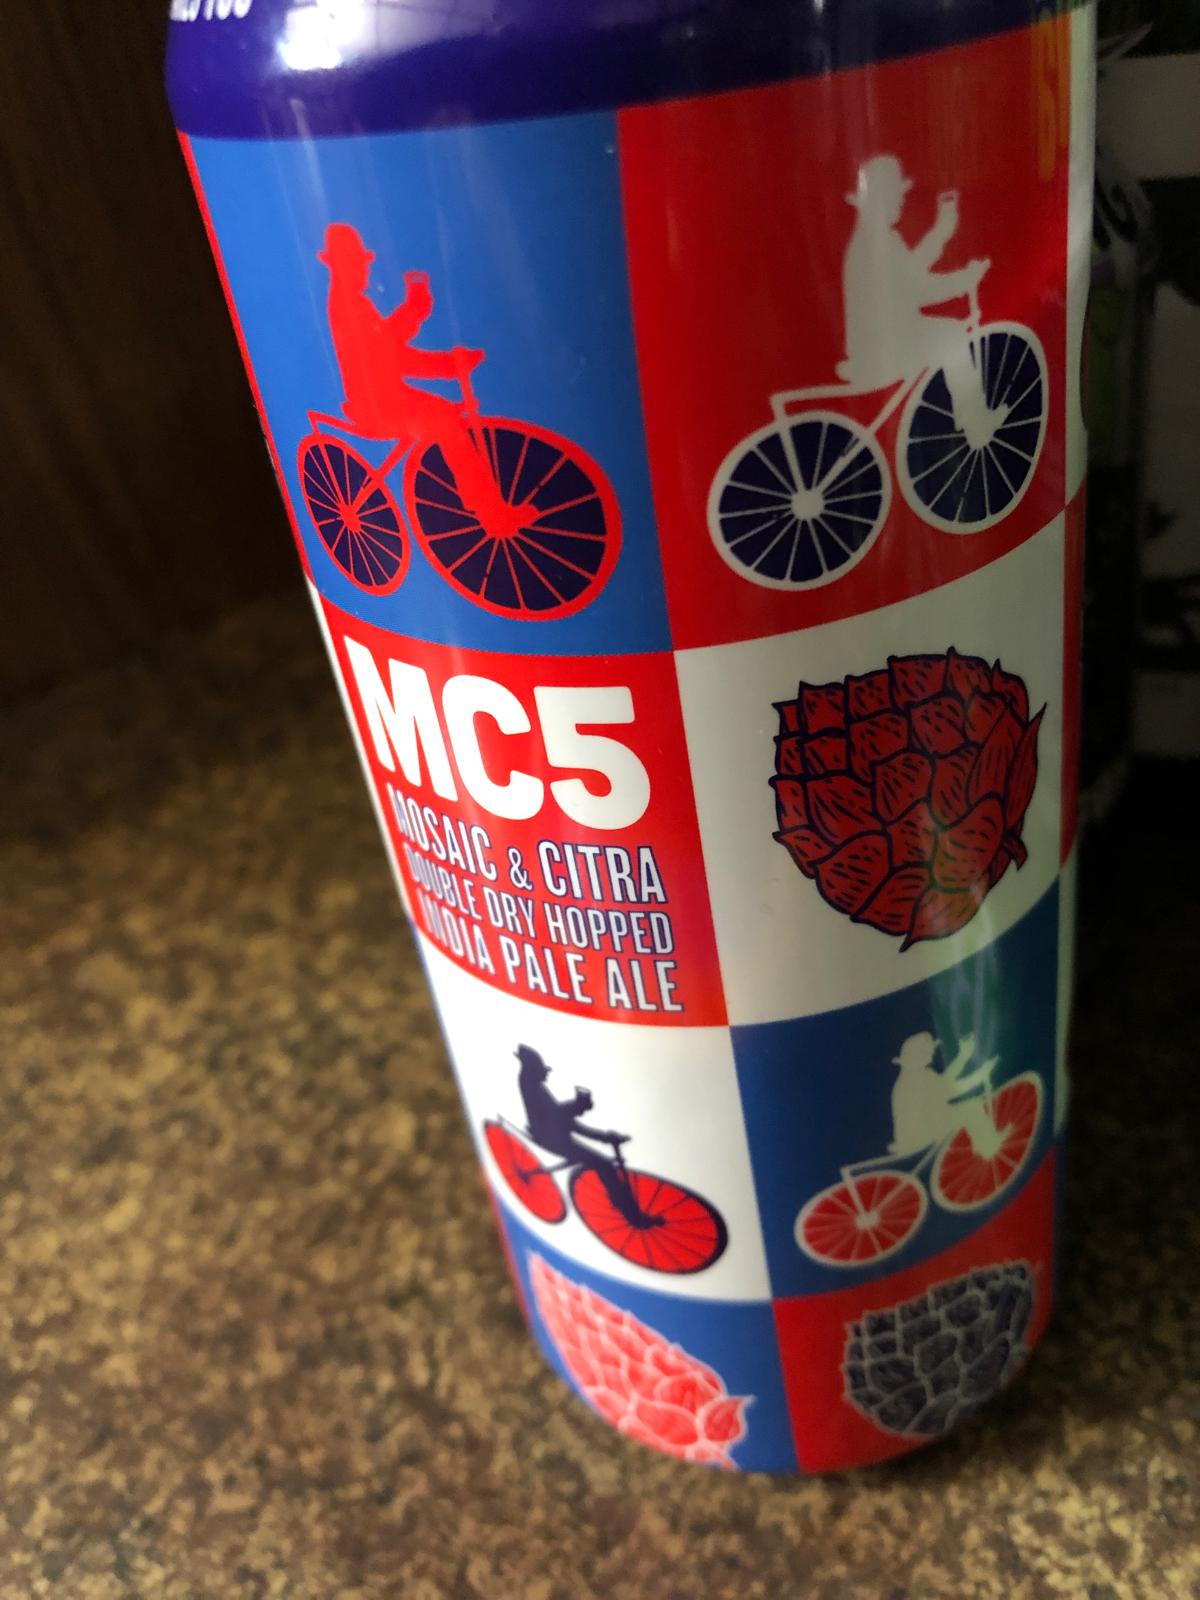 MC5
MOSAIC & CITRA
DOUBLE DRY HOPPED
INDIA PALE ALE